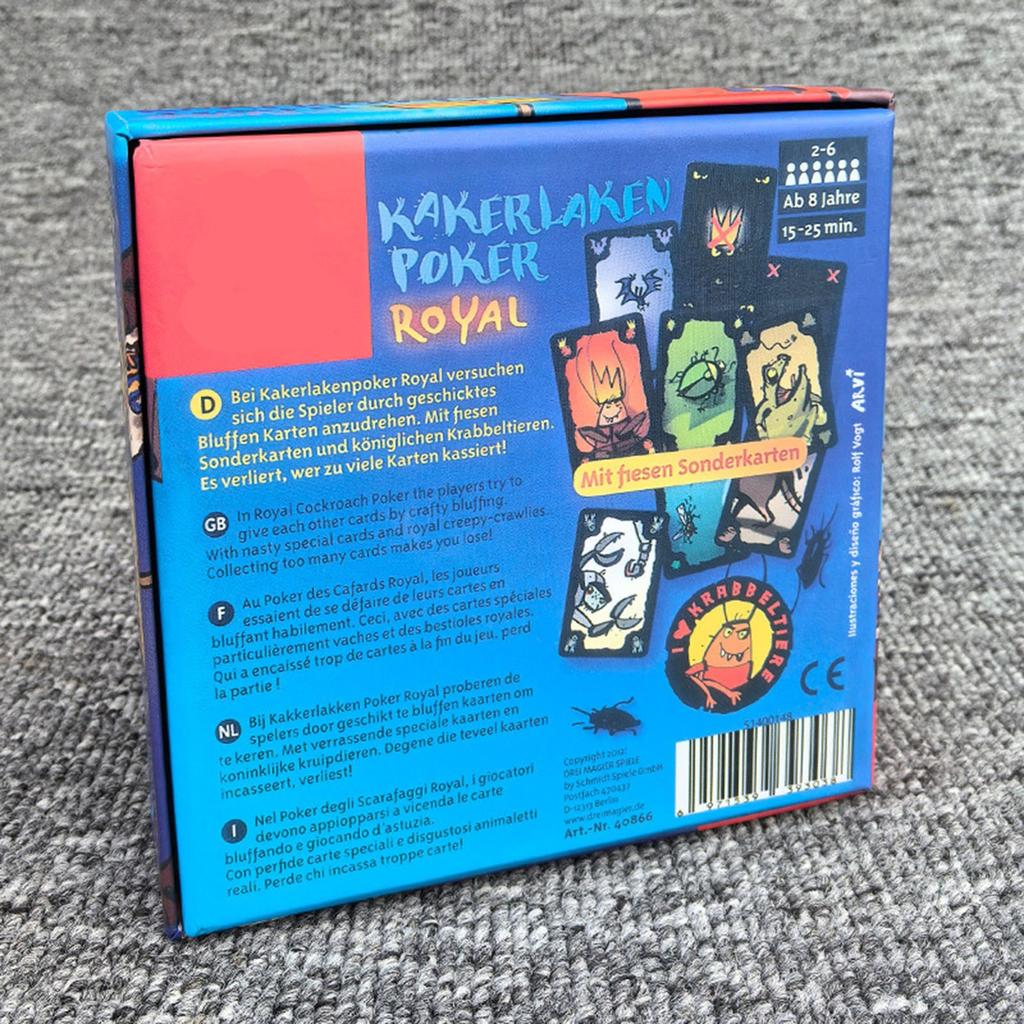 KAKERLAKEN
POKER
ROYAL
2-6
Ab 8 Jahre
15-25 min.
D Bei Kakerlakenpoker Royal versuchen
sich die Spieler durch geschicktes
Bluffen Karten anzudrehen. Mit fiesen
Sonderkarten und königlichen Krabbeltieren.
Es verliert, wer zu viele Karten kassiert!
GB In Royal Cockroach Poker the players try to
give each other cards by crafty bluffing.
With nasty special cards and royal creepy-crawlies.
Collecting too many cards makes you lose!
F Au Poker des Cafards Royal, les joueurs
essaient de se défaire de leurs cartes en
bluffant habilement. Ceci, avec des cartes spéciales
particulièrement vaches et des bestioles royales.
Qui a encaissé trop de cartes à la fin du jeu, perd
la partie !
NL Bij Kakkerlakken Poker Royal proberen de
spelers door geschikt te bluffen kaarten om
te keren. Met verrassende speciale kaarten en
koninklijke kruipdieren. Degene die teveel kaarten
incasseert, verliest!
I Nel Poker degli Scarafaggi Royal, i giocatori
devono appiopparsi a vicenda le carte
bluffando e giocando d'astuzia.
Con perfide carte speciali e disgustosi animaletti
reali. Perde chi incassa troppe carte!
Mit fiesen Sonderkarten
I ♥ KRABBELTIERE
Ilustraciones y diseño gráfico: Rolf Vogt ARVI
CE
Copyright 2012:
DREI MAGIER SPIELE
by Schmidt Spiele GmbH
Postfach 470437
D-12313 Berlin
www.dreimagier.de
Art.-Nr. 40866
51400148